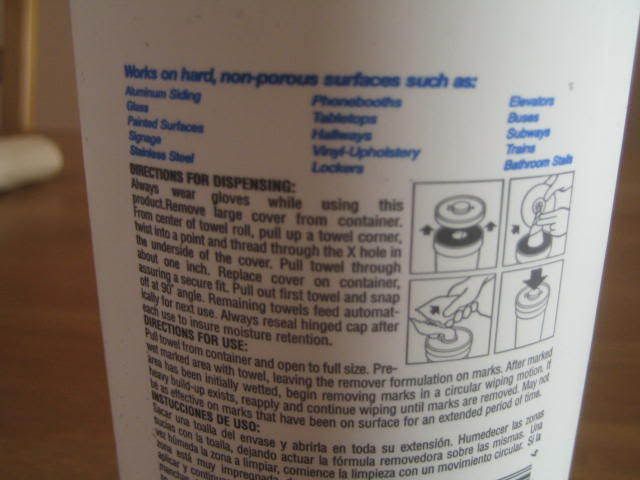 Works on hard, non-porous surfaces such as:
Aluminum Siding
Glass
Painted Surfaces
Signage
Stainless Steel
Phonebooths
Tabletops
Hallways
Vinyl-Upholstery
Lockers
Elevators
Buses
Subways
Trains
Bathroom Stalls
DIRECTIONS FOR DISPENSING:
Always wear gloves while using this
product.Remove large cover from container.
From center of towel roll, pull up a towel corner,
twist into a point and thread through the X hole in
the underside of the cover. Pull towel through
about one inch. Replace cover on container,
assuring a secure fit. Pull out first towel and snap
off at 90° angle. Remaining towels feed automat-
ically for next use. Always reseal hinged cap after
each use to insure moisture retention.
DIRECTIONS FOR USE:
Pull towel from container and open to full size. Pre-
wet marked area with towel, leaving the remover formulation on marks. After marked
area has been initially wetted, begin removing marks in a circular wiping motion. If
heavy build-up exists, reapply and continue wiping until marks are removed. May not
be as effective on marks that have been on surface for an extended period of time.
INSTUCCIONES DE USO:
Sacar una toalla del envase y abrirla en toda su extensión. Humedecer las zonas
sucias con la toalla, dejando actuar la fórmula removedora sobre las mismas. Una
vez húmeda la zona a limpiar, comience la limpieza con un movimiento circular. Si la
zona está muy impregnada
aplicar y